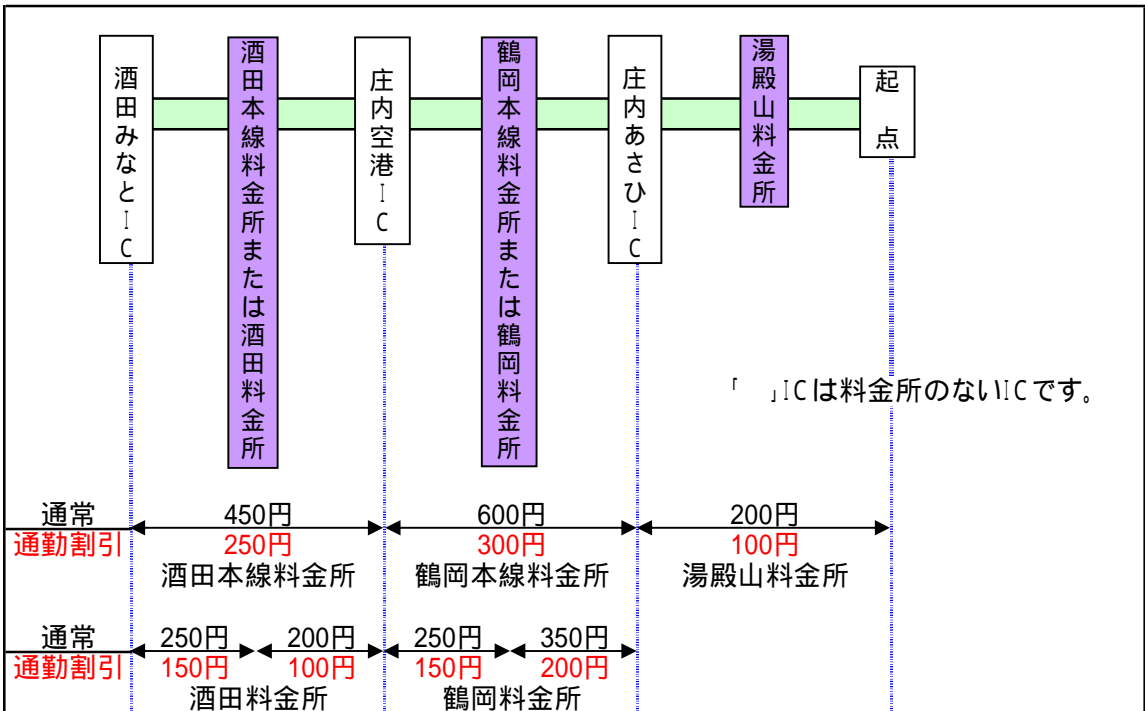 酒田みなとIC
酒田本線料金所または酒田料金所
庄内空港IC
鶴岡本線料金所または鶴岡料金所
庄内あさひIC
湯殿山料金所
起点
「　」ICは料金所のないICです。
通常 450円 600円 200円
通勤割引 250円 300円 100円
酒田本線料金所 鶴岡本線料金所 湯殿山料金所
通常 250円 200円 250円 350円
通勤割引 150円 100円 150円 200円
酒田料金所 鶴岡料金所